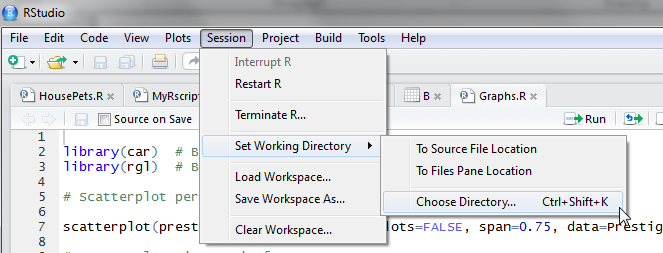 RStudio
File Edit Code View Plots Session Project Build Tools Help
Interrupt R
Restart R
Terminate R...
Set Working Directory
Load Workspace...
Save Workspace As...
Clear Workspace...
To Source File Location
To Files Pane Location
Choose Directory... Ctrl+Shift+K
HousePets.R MyRscrip B Graphs.R
Source on Save Run
1
2 library(car) # B
3 library(rgl) # B
4
5 # Scatterplot per
6
7 scatterplot(prest lots=FALSE, span=0.75, data=Prestig
8